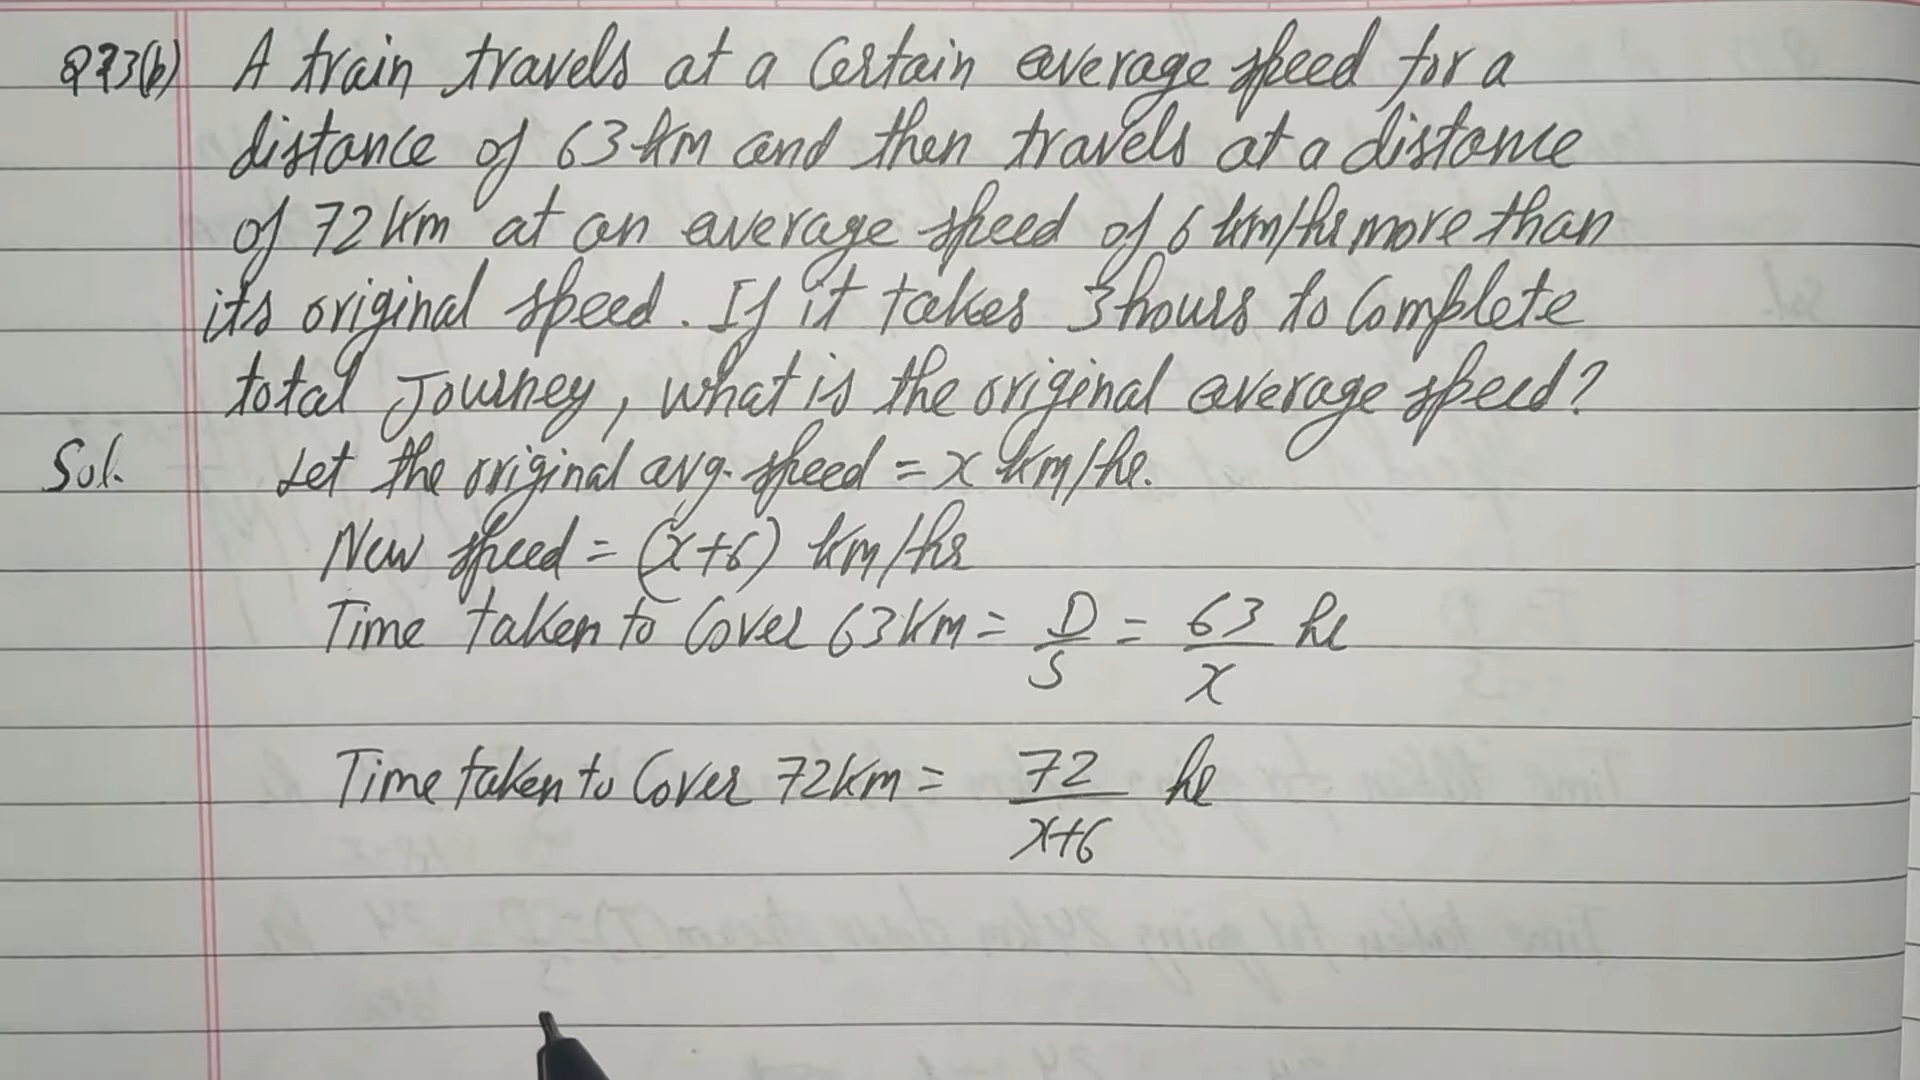 Q23(b) A train travels at a Certain average speed for a
distance of 63 km and then travels at a distance
of 72 km at an average speed of 6 km/hr more than
its original speed. If it takes 3 hours to Complete
total Journey, what is the original average speed?
Sol. Let the original avg. speed = x km/hr.
New speed = (x+6) km/hr
Time taken to Cover 63 Km = D/S = 63/x hr
Time taken to Cover 72 km = 72/x+6 hr